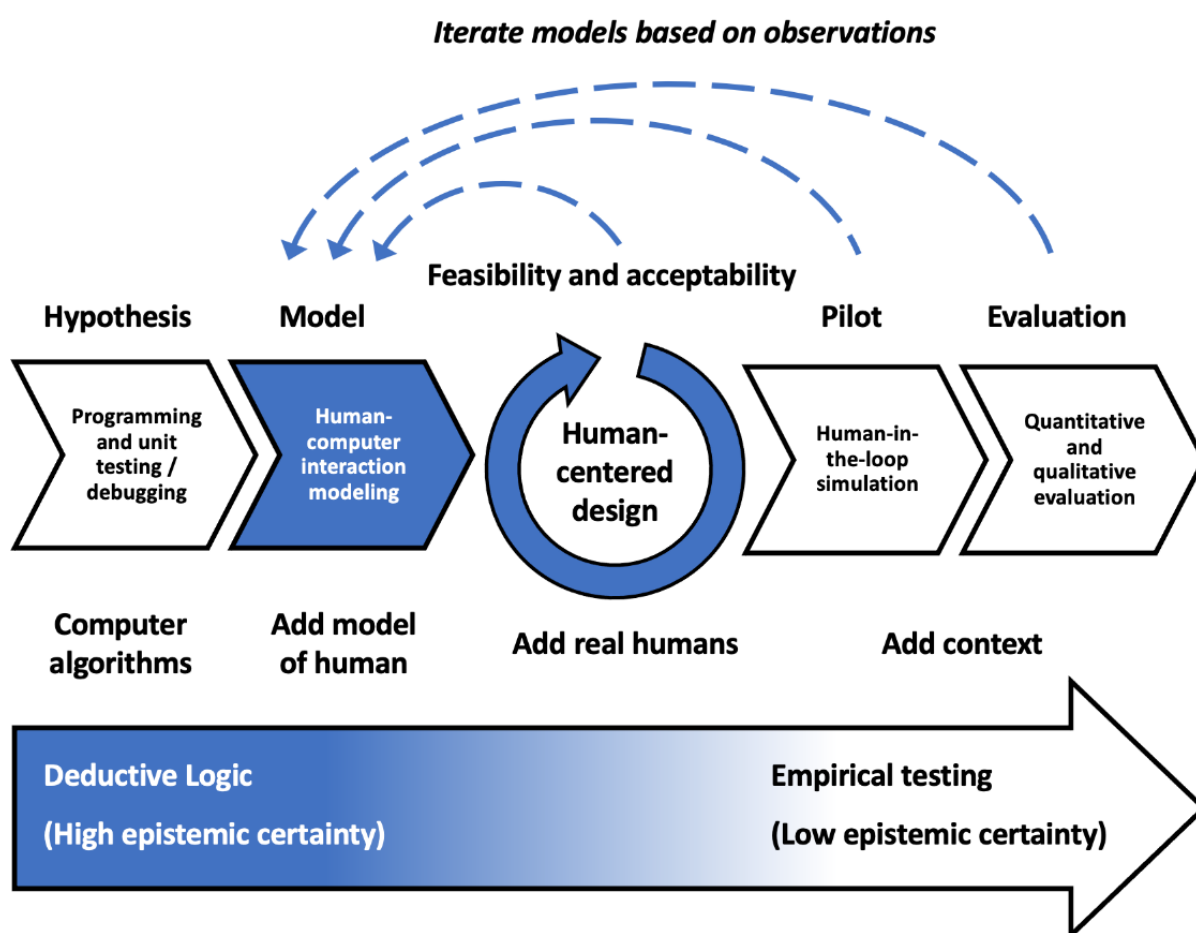 Iterate models based on observations
Feasibility and acceptability
Hypothesis
Model
Pilot
Evaluation
Programming
and unit
testing /
debugging
Human-
computer
interaction
modeling
Human-
centered
design
Human-in-
the-loop
simulation
Quantitative
and
qualitative
evaluation
Computer
algorithms
Add model
of human
Add real humans
Add context
Deductive Logic
(High epistemic certainty)
Empirical testing
(Low epistemic certainty)